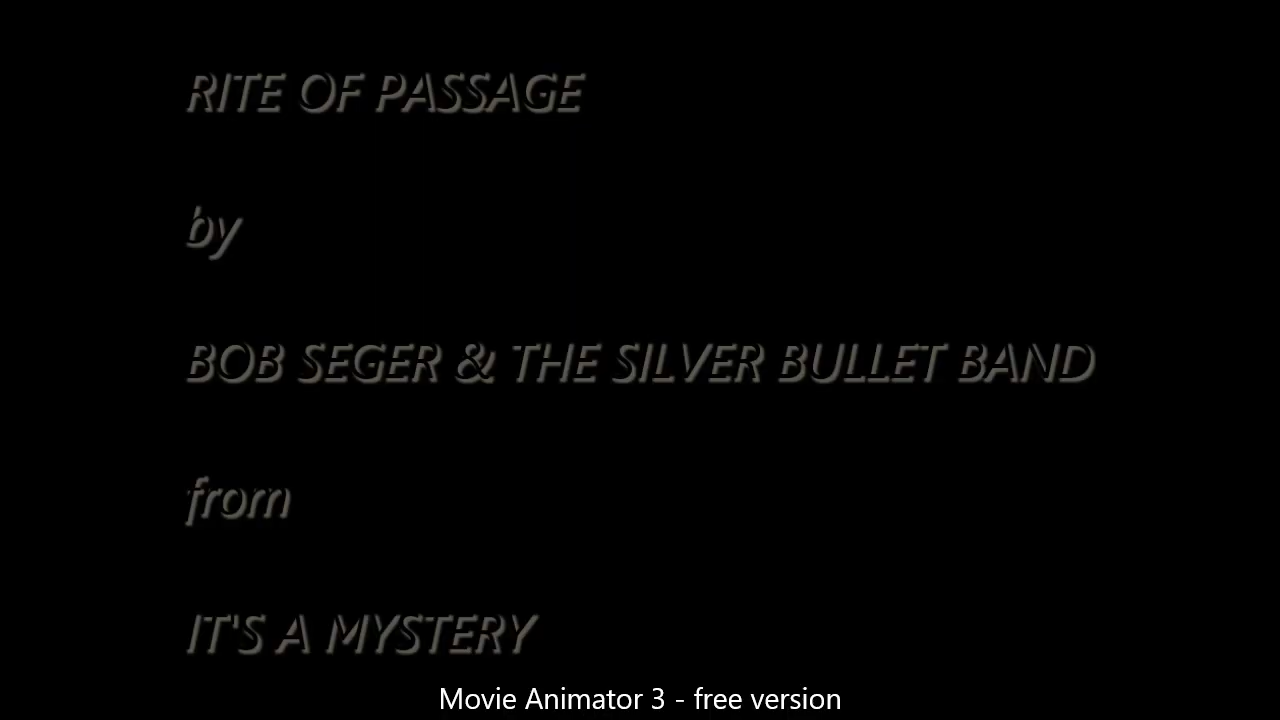 RITE OF PASSAGE
by
BOB SEGER & THE SILVER BULLET BAND
from
IT'S A MYSTERY
Movie Animator 3 - free version